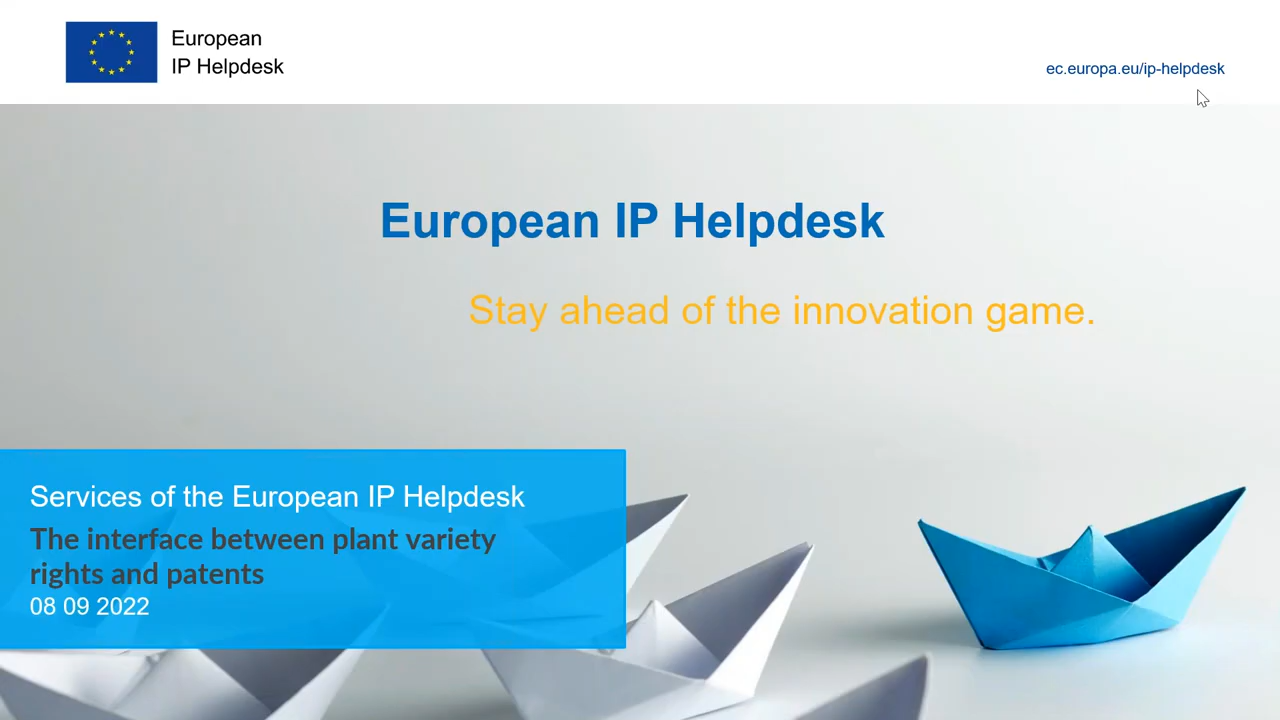 European
IP Helpdesk
ec.europa.eu/ip-helpdesk
European IP Helpdesk
Stay ahead of the innovation game.
Services of the European IP Helpdesk
The interface between plant variety
rights and patents
08 09 2022